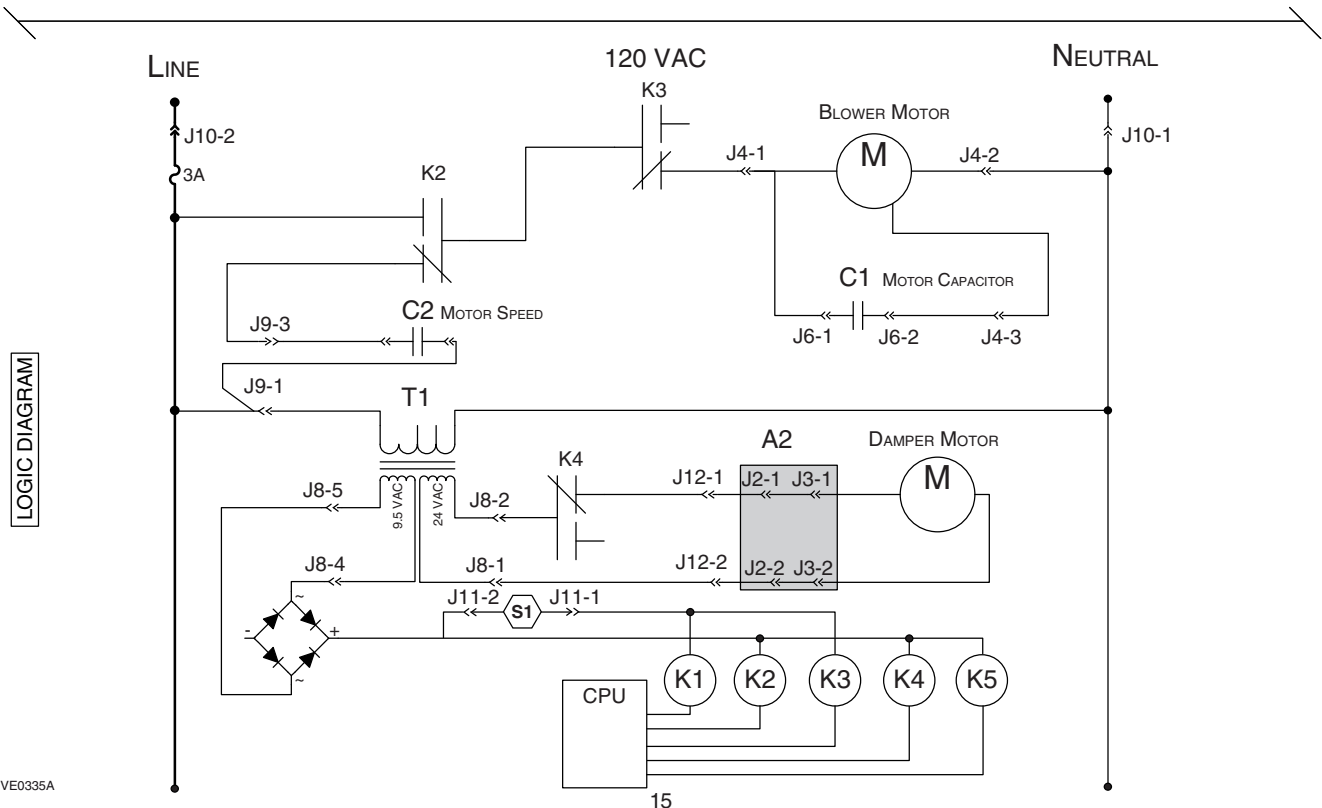 120 VAC
LINE
NEUTRAL
K3
BLOWER MOTOR
J10-2
J10-1
3A
K2
J4-1
M
J4-2
C1 MOTOR CAPACITOR
C2 MOTOR SPEED
J9-3
J6-1
J6-2
J4-3
J9-1
T1
LOGIC DIAGRAM
A2
DAMPER MOTOR
K4
J12-1
J2-1
J3-1
M
J8-5
9.5 VAC
24 VAC
J8-2
J8-4
J8-1
J12-2
J2-2
J3-2
~
J11-2
S1
J11-1
-
+
~
K1
K2
K3
K4
K5
CPU
VE0335A
15